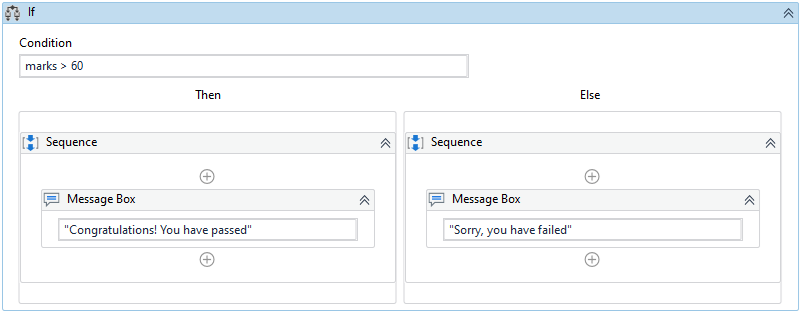 If
Condition
marks > 60
Then
Else
Sequence
Sequence
Message Box
Message Box
"Congratulations! You have passed"
"Sorry, you have failed"